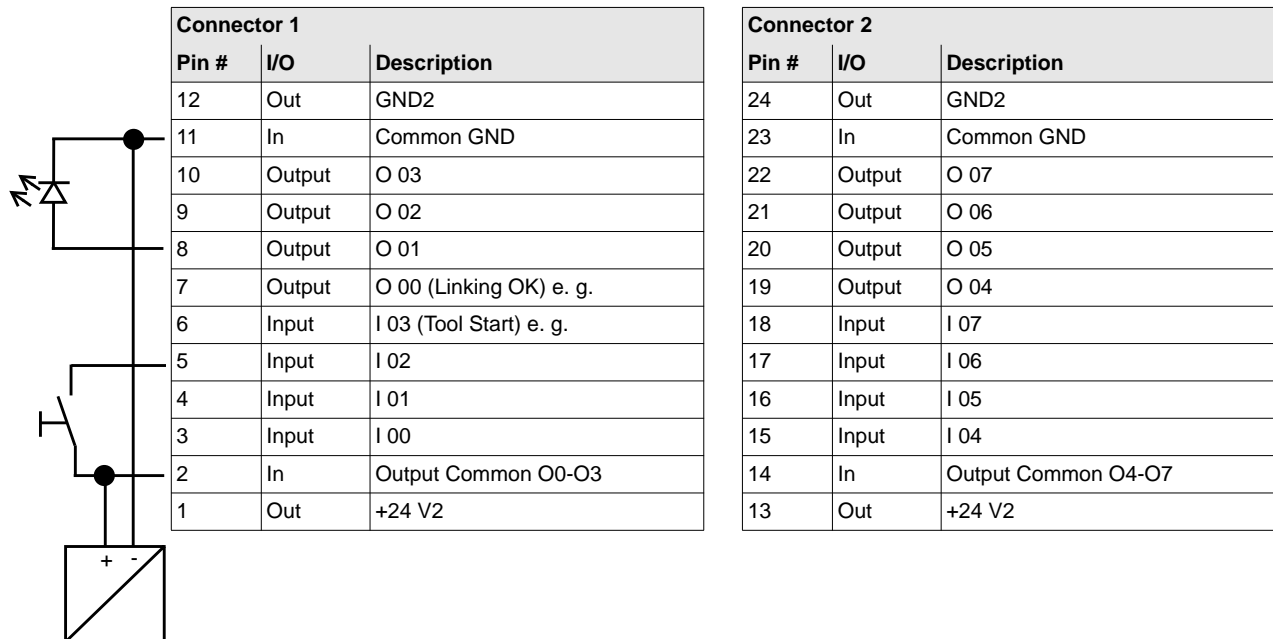 Connector 1
Pin # I/O Description
12 Out GND2
11 In Common GND
10 Output O 03
9 Output O 02
8 Output O 01
7 Output O 00 (Linking OK) e. g.
6 Input I 03 (Tool Start) e. g.
5 Input I 02
4 Input I 01
3 Input I 00
2 In Output Common O0-O3
1 Out +24 V2
Connector 2
Pin # I/O Description
24 Out GND2
23 In Common GND
22 Output O 07
21 Output O 06
20 Output O 05
19 Output O 04
18 Input I 07
17 Input I 06
16 Input I 05
15 Input I 04
14 In Output Common O4-O7
13 Out +24 V2
+ -